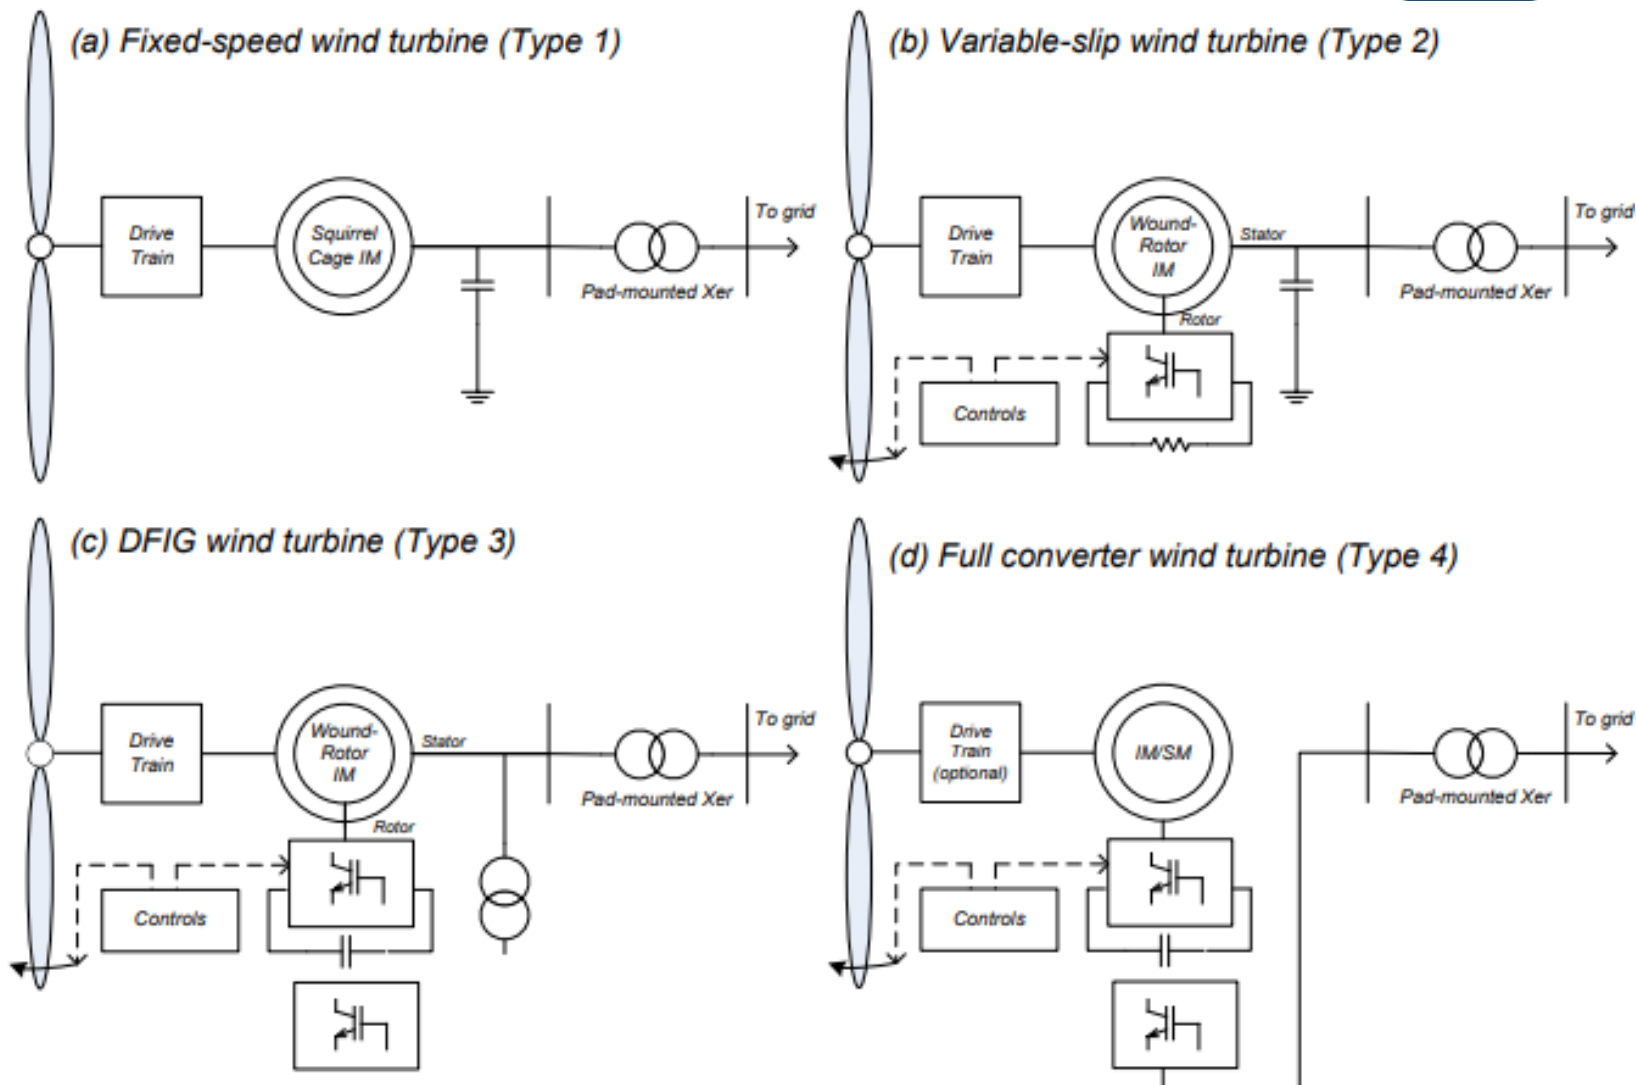 (a) Fixed-speed wind turbine (Type 1)
Drive
Train
Squirrel
Cage IM
Pad-mounted Xer
To grid
(b) Variable-slip wind turbine (Type 2)
Drive
Train
Wound-
Rotor
IM
Stator
Rotor
Controls
Pad-mounted Xer
To grid
(c) DFIG wind turbine (Type 3)
Drive
Train
Wound-
Rotor
IM
Stator
Rotor
Controls
Pad-mounted Xer
To grid
(d) Full converter wind turbine (Type 4)
Drive
Train
(optional)
IM/SM
Controls
Pad-mounted Xer
To grid